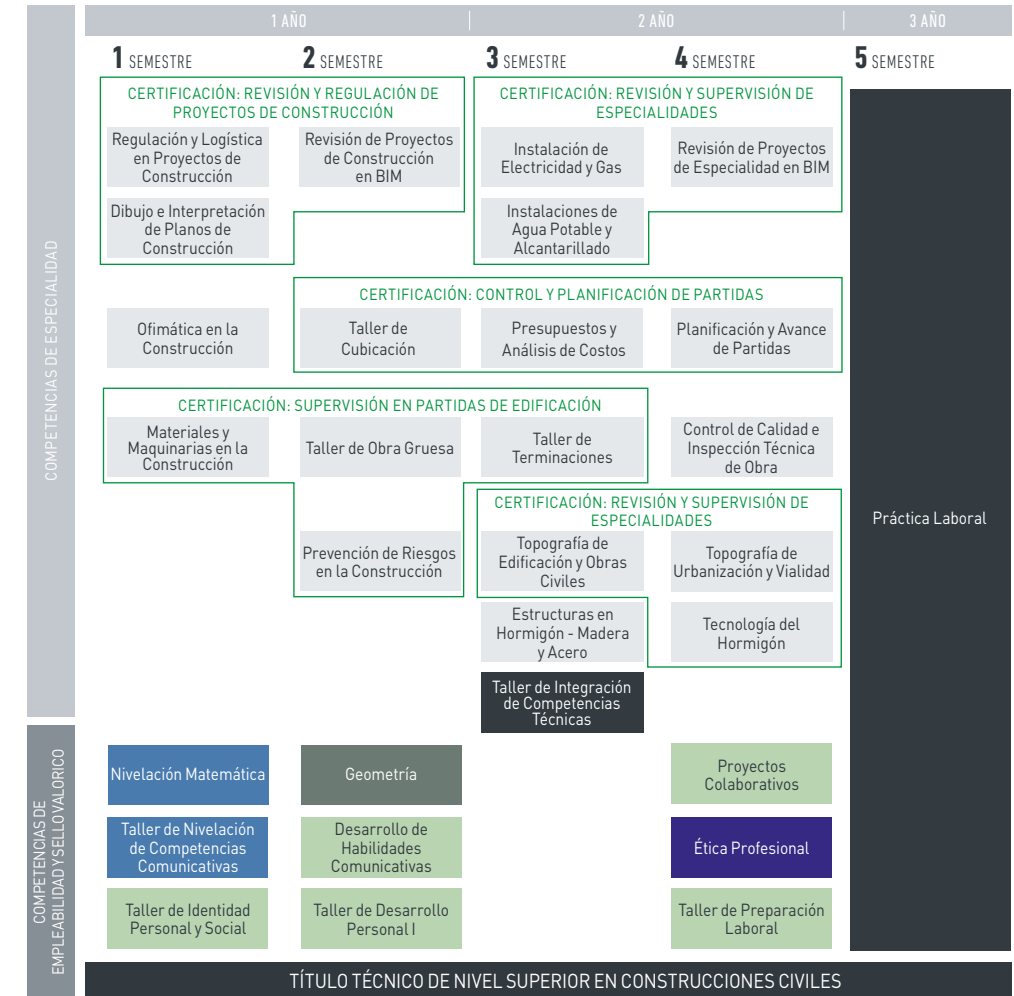 1 AÑO
2 AÑO
3 AÑO
1 SEMESTRE
2 SEMESTRE
3 SEMESTRE
4 SEMESTRE
5 SEMESTRE
COMPETENCIAS DE ESPECIALIDAD
CERTIFICACIÓN: REVISIÓN Y REGULACIÓN DE
PROYECTOS DE CONSTRUCCIÓN
Regulación y Logística
en Proyectos de
Construcción
Revisión de Proyectos
de Construcción
en BIM
Dibujo e Interpretación
de Planos de
Construcción
CERTIFICACIÓN: REVISIÓN Y SUPERVISIÓN DE
ESPECIALIDADES
Instalación de
Electricidad y Gas
Revisión de Proyectos
de Especialidad en BIM
Instalaciones de
Agua Potable y
Alcantarillado
Ofimática en la
Construcción
CERTIFICACIÓN: CONTROL Y PLANIFICACIÓN DE PARTIDAS
Taller de
Cubicación
Presupuestos y
Análisis de Costos
Planificación y Avance
de Partidas
CERTIFICACIÓN: SUPERVISIÓN EN PARTIDAS DE EDIFICACIÓN
Materiales y
Maquinarias en la
Construcción
Taller de Obra Gruesa
Taller de
Terminaciones
Control de Calidad e
Inspección Técnica
de Obra
Prevención de Riesgos
en la Construcción
CERTIFICACIÓN: REVISIÓN Y SUPERVISIÓN DE
ESPECIALIDADES
Topografía de
Edificación y Obras
Civiles
Topografía de
Urbanización y Vialidad
Estructuras en
Hormigón - Madera
y Acero
Tecnología del
Hormigón
Taller de Integración
de Competencias
Técnicas
Práctica Laboral
COMPETENCIAS DE
EMPLEABILIDAD Y SELLO VALORICO
Nivelación Matemática
Geometría
Proyectos
Colaborativos
Taller de Nivelación
de Competencias
Comunicativas
Desarrollo de
Habilidades
Comunicativas
Ética Profesional
Taller de Identidad
Personal y Social
Taller de Desarrollo
Personal I
Taller de Preparación
Laboral
TÍTULO TÉCNICO DE NIVEL SUPERIOR EN CONSTRUCCIONES CIVILES